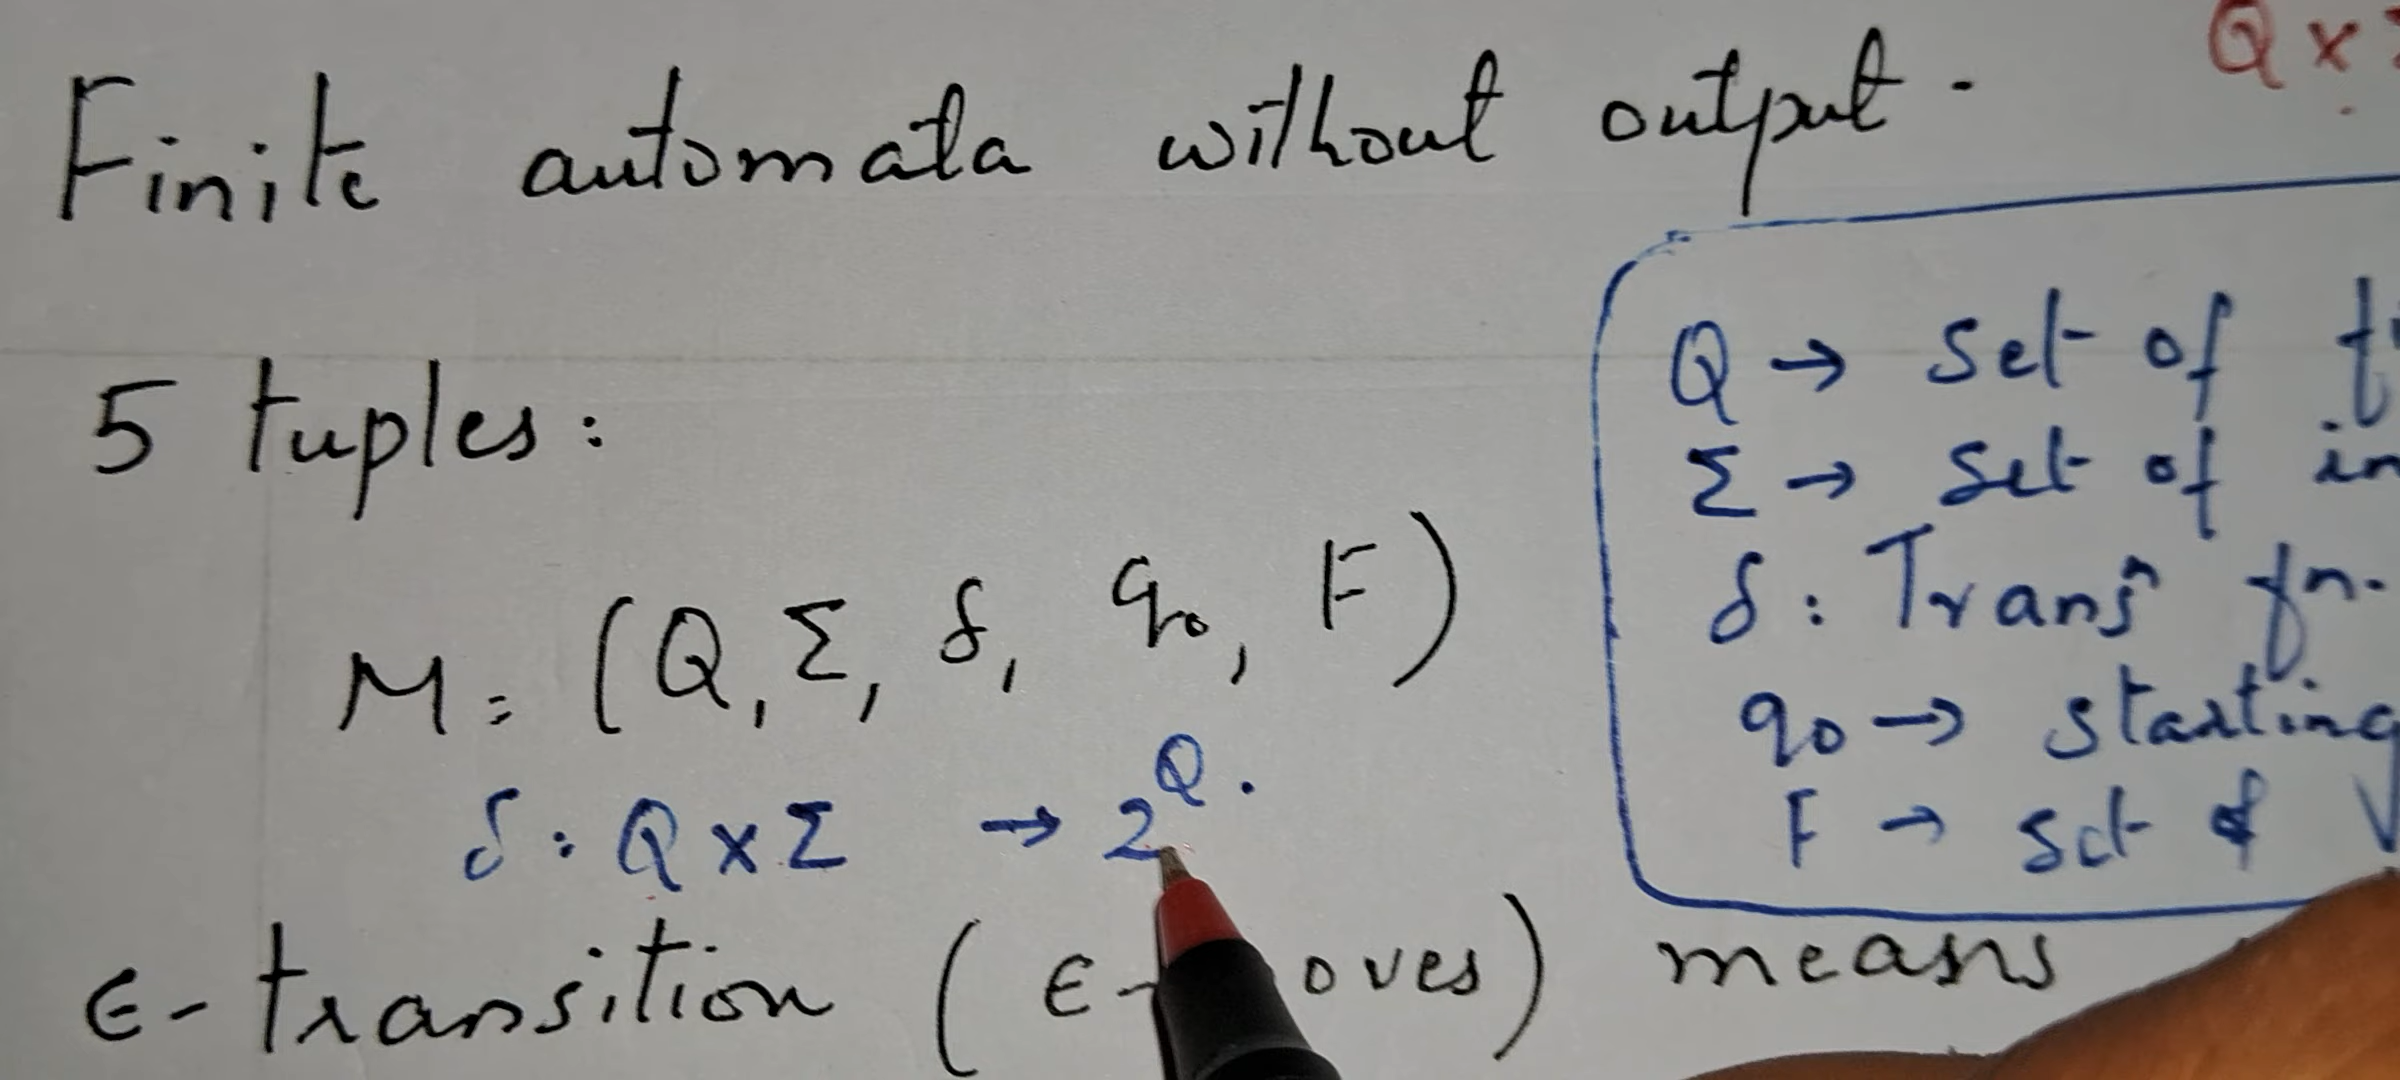 Finite automata without output.
Q ×
5 tuples:
M = (Q, Σ, δ, q₀, F)
δ: Q × Σ → 2^Q.
Q → set of
Σ → set of
δ: Transⁿ fn.
q₀ → starting
F → set of
ε-transition (ε- oves) means